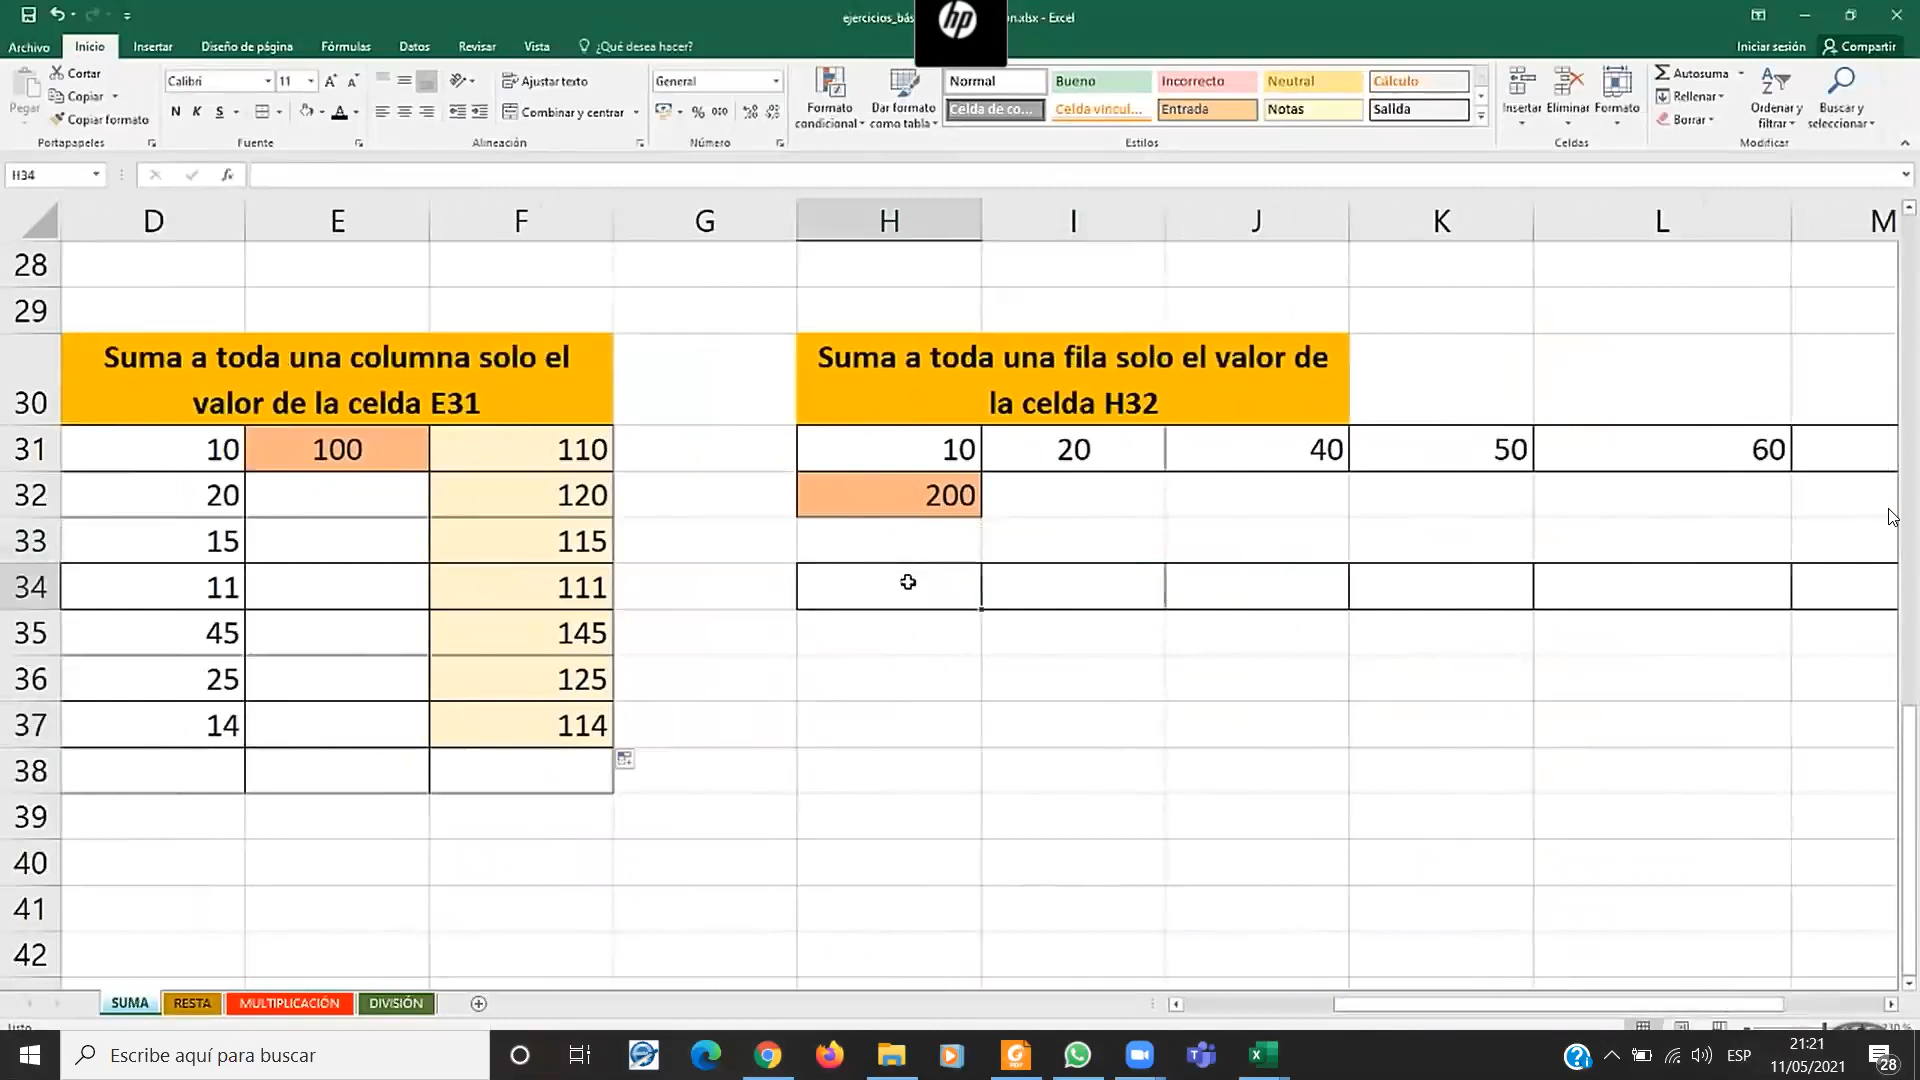 ejercicios_bás
n.xlsx - Excel
hp
Archivo Inicio Insertar Diseño de página Fórmulas Datos Revisar Vista ¿Qué desea hacer? Iniciar sesión Compartir
Pegar
Cortar
Copiar
Copiar formato
Portapapeles
Calibri 11
N K S
Fuente
Ajustar texto
Combinar y centrar
Alineación
General
% 000
Número
Formato condicional
Dar formato como tabla
Normal Bueno Incorrecto Neutral Cálculo
Celda de co... Celda vincul... Entrada Notas Salida
Estilos
Insertar Eliminar Formato
Celdas
Autosuma
Rellenar
Borrar
Ordenar y filtrar
Buscar y seleccionar
Modificar
H34 fx
D E F G H I J K L M
28
29
30 Suma a toda una columna solo el valor de la celda E31 Suma a toda una fila solo el valor de la celda H32
31 10 100 110 10 20 40 50 60
32 20 120 200
33 15 115
34 11 111
35 45 145
36 25 125
37 14 114
38
39
40
41
42
SUMA RESTA MULTIPLICACIÓN DIVISIÓN
Escribe aquí para buscar
ESP
21:21
11/05/2021
28